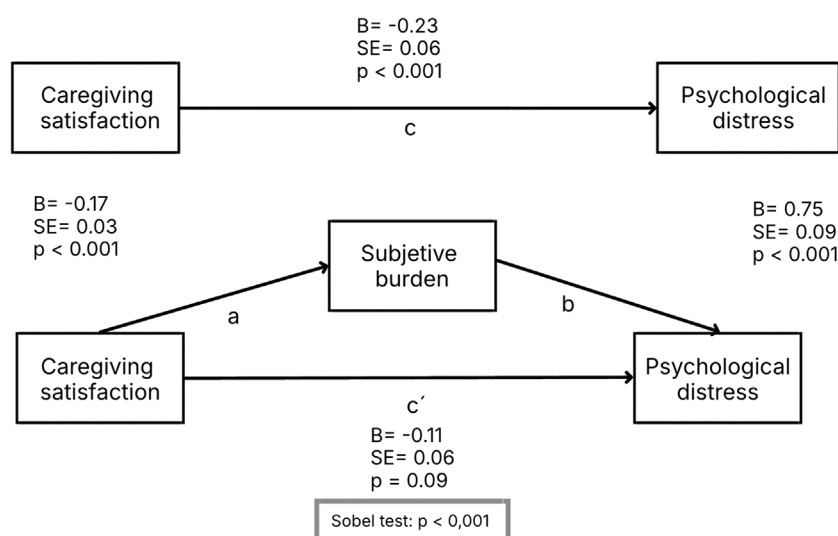 B= -0.23
SE= 0.06
p < 0.001
Caregiving
satisfaction
Psychological
distress
c
B= -0.17
SE= 0.03
p < 0.001
B= 0.75
SE= 0.09
p < 0.001
Subjetive
burden
a
b
Caregiving
satisfaction
Psychological
distress
c´
B= -0.11
SE= 0.06
p = 0.09
Sobel test: p < 0,001